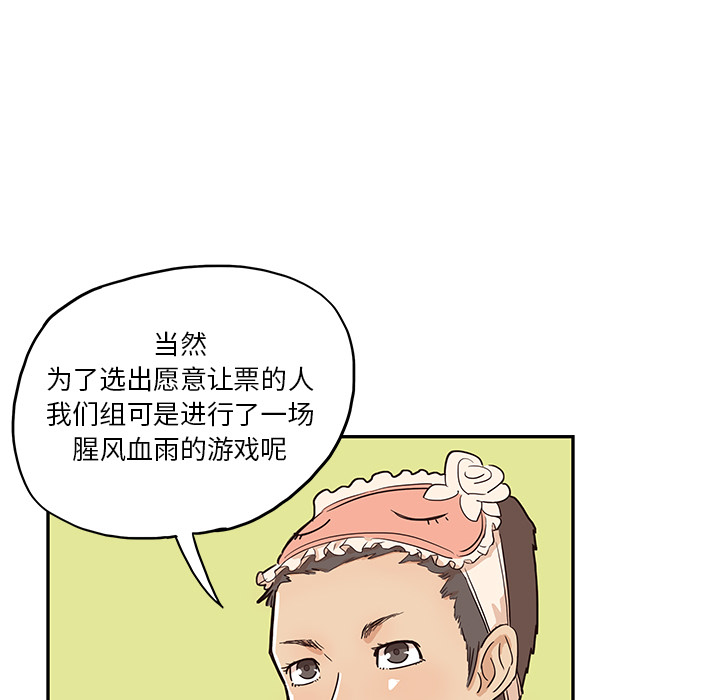 当然
为了选出愿意让票的人
我们组可是进行了一场
腥风血雨的游戏呢